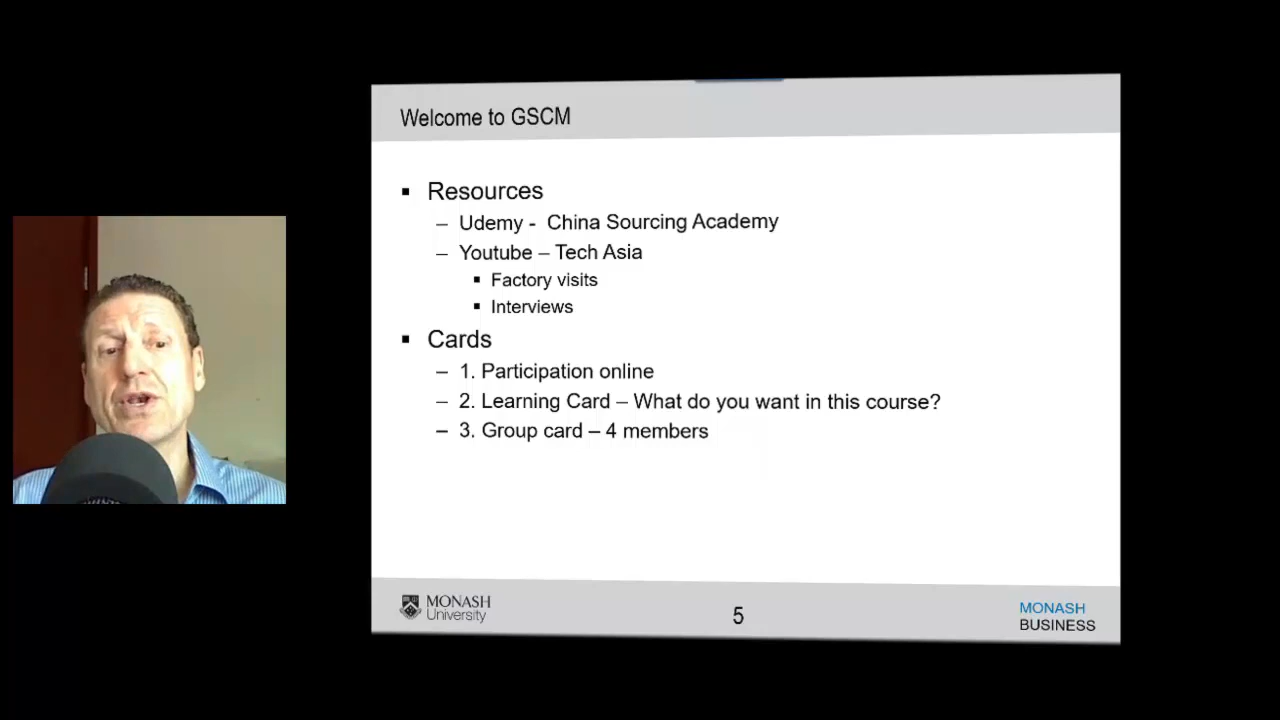 Welcome to GSCM
▪ Resources
– Udemy - China Sourcing Academy
– Youtube – Tech Asia
▪ Factory visits
▪ Interviews
▪ Cards
– 1. Participation online
– 2. Learning Card – What do you want in this course?
– 3. Group card – 4 members
MONASH
University
5
MONASH
BUSINESS